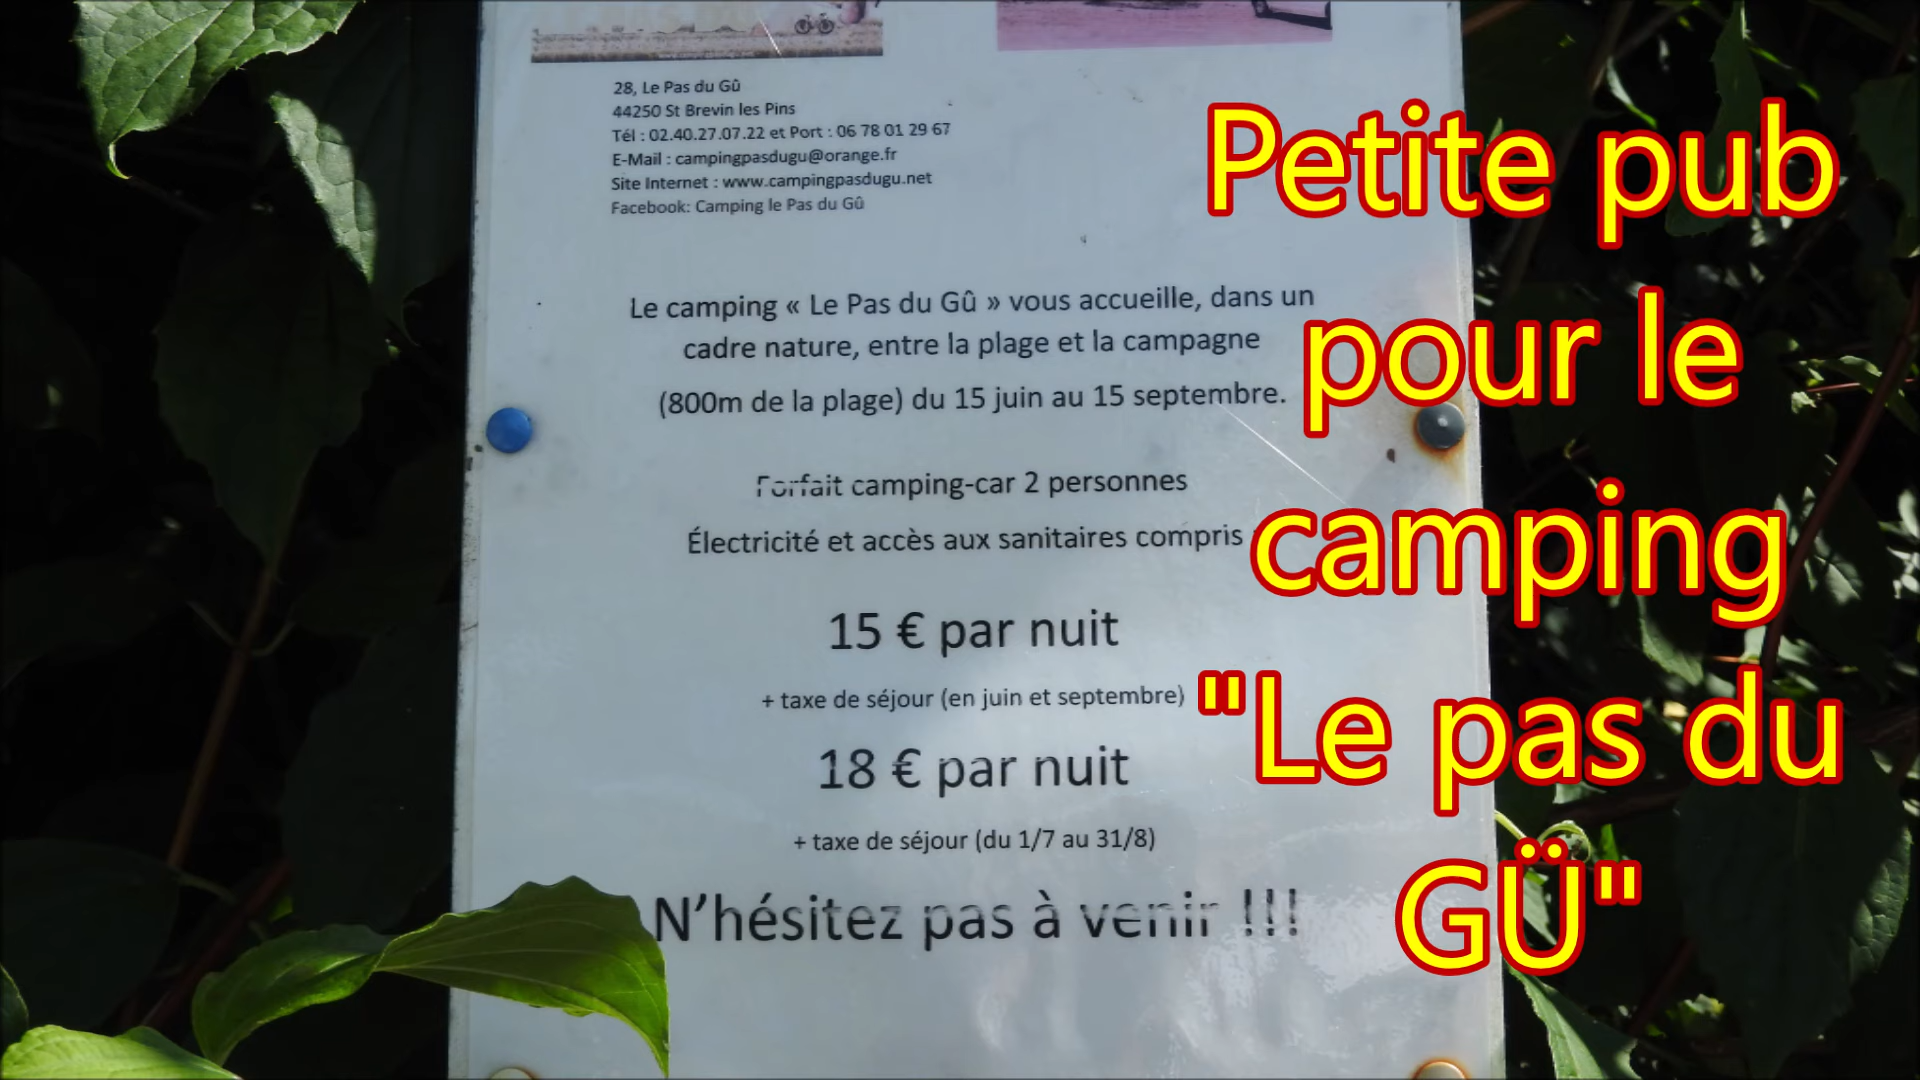 28, Le Pas du Gû
44250 St Brevin les Pins
Tél : 02.40.27.07.22 et Port : 06 78 01 29 67
E-Mail : campingpasdugu@orange.fr
Site Internet : www.campingpasdugu.net
Facebook: Camping le Pas du Gû
Le camping « Le Pas du Gû » vous accueille, dans un
cadre nature, entre la plage et la campagne
(800m de la plage) du 15 juin au 15 septembre.
Forfait camping-car 2 personnes
Électricité et accès aux sanitaires compris
15 € par nuit
+ taxe de séjour (en juin et septembre)
18 € par nuit
+ taxe de séjour (du 1/7 au 31/8)
N'hésitez pas à venir !!!
Petite pub
pour le
camping
"Le pas du
GÜ"